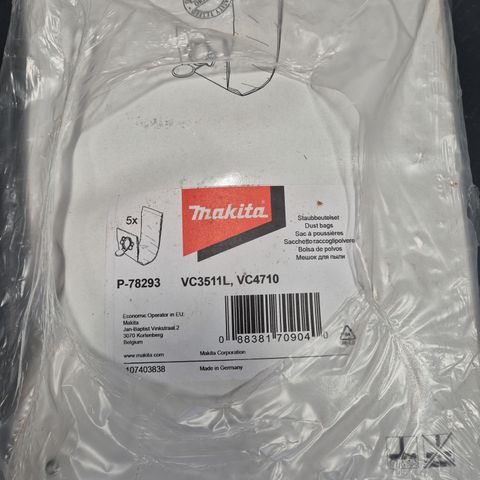 5x
Makita
Staubbeutelset
Dust bags
Sac à poussières
Sacchetto raccoglipolvere
Bolsa de polvos
Мешок для пыли
P-78293 VC3511L, VC4710
Economic Operator in EU:
Makita
Jan-Baptist Vinkstraat 2
3070 Kortenberg
Belgium
0 88381 70904 0
www.makita.com Makita Corporation
107403838 Made in Germany